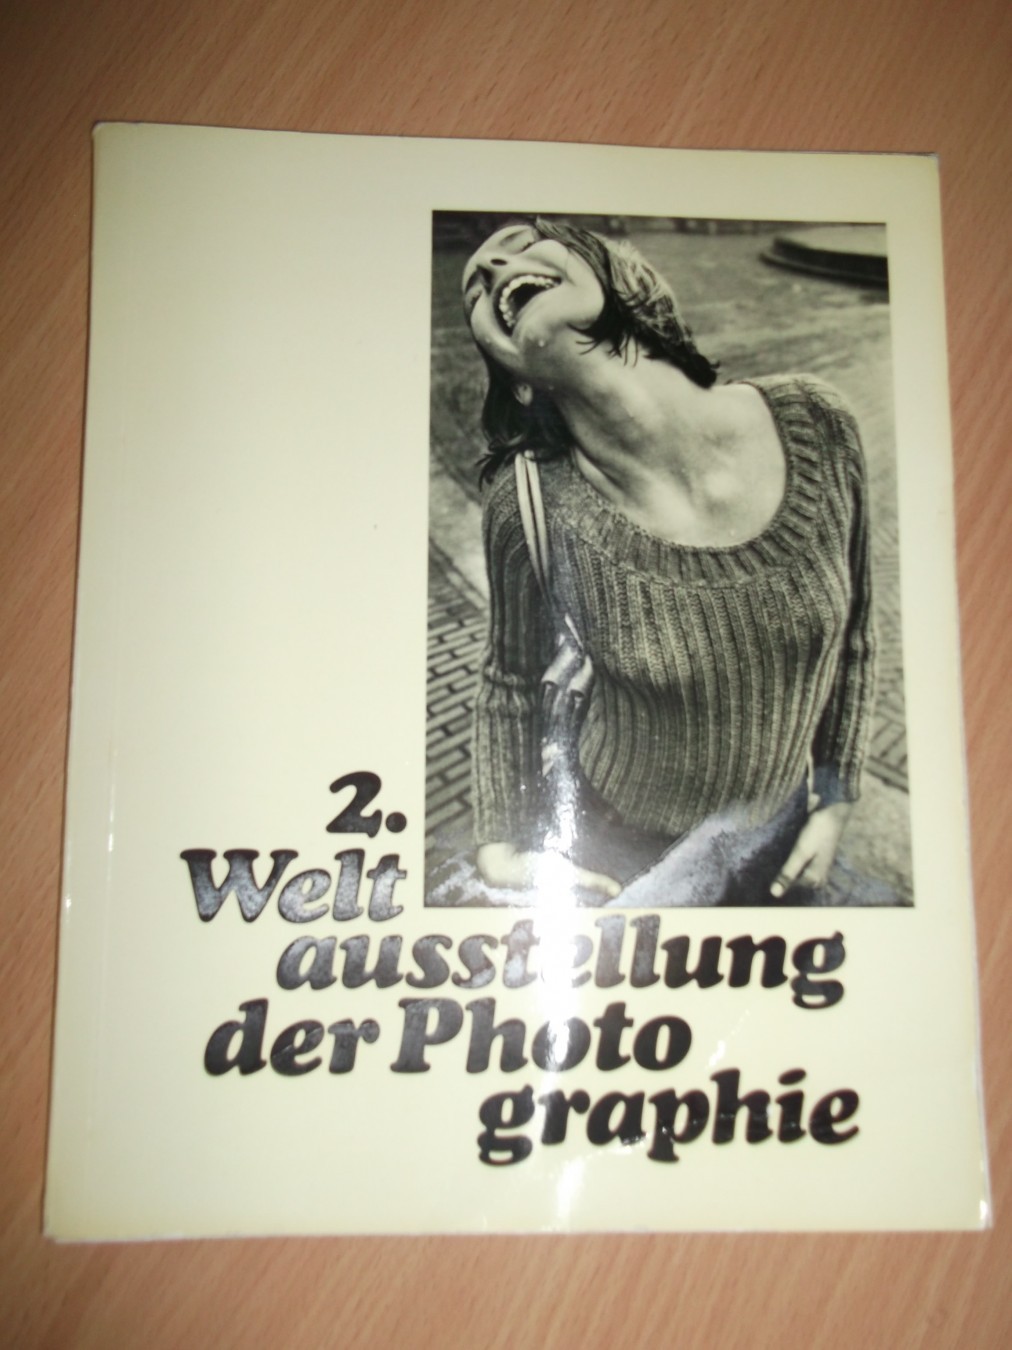 2.
Welt
ausstellung
der Photo
graphie